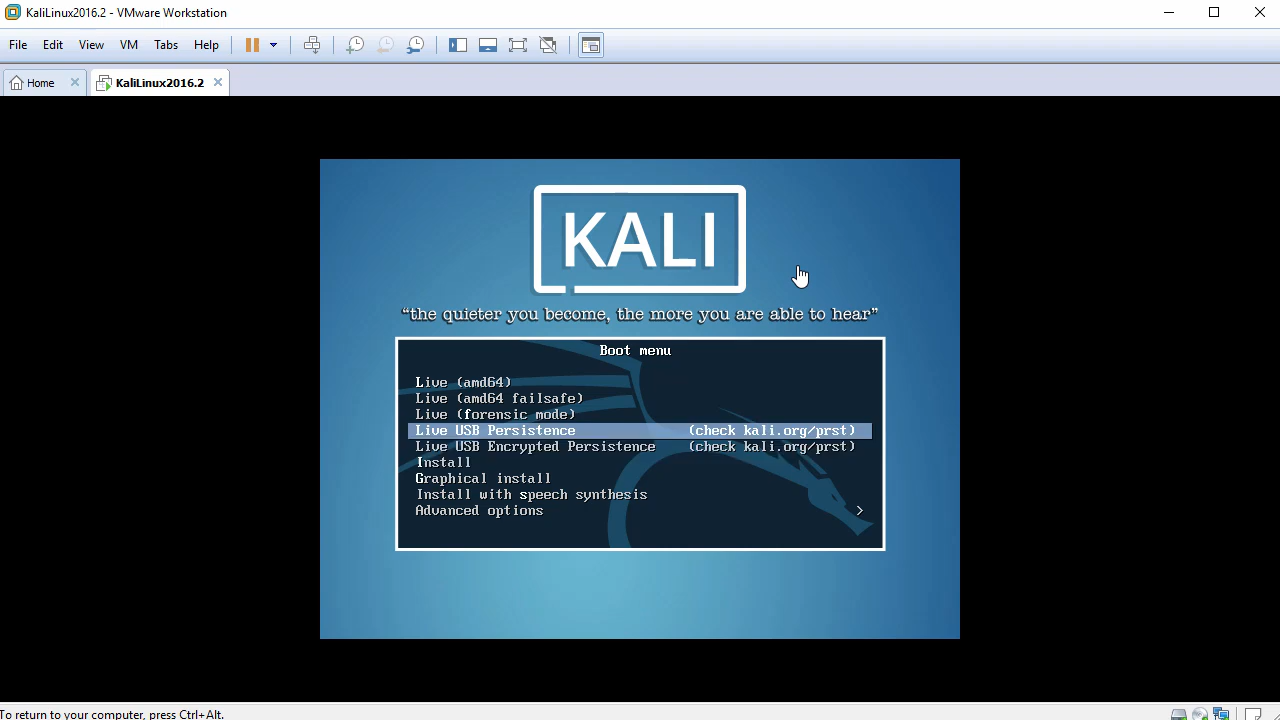 KaliLinux2016.2 - VMware Workstation
File Edit View VM Tabs Help
Home KaliLinux2016.2
KALI
“the quieter you become, the more you are able to hear”
Boot menu
Live (amd64)
Live (amd64 failsafe)
Live (forensic mode)
Live USB Persistence (check kali.org/prst)
Live USB Encrypted Persistence (check kali.org/prst)
Install
Graphical install
Install with speech synthesis
Advanced options >
To return to your computer, press Ctrl+Alt.